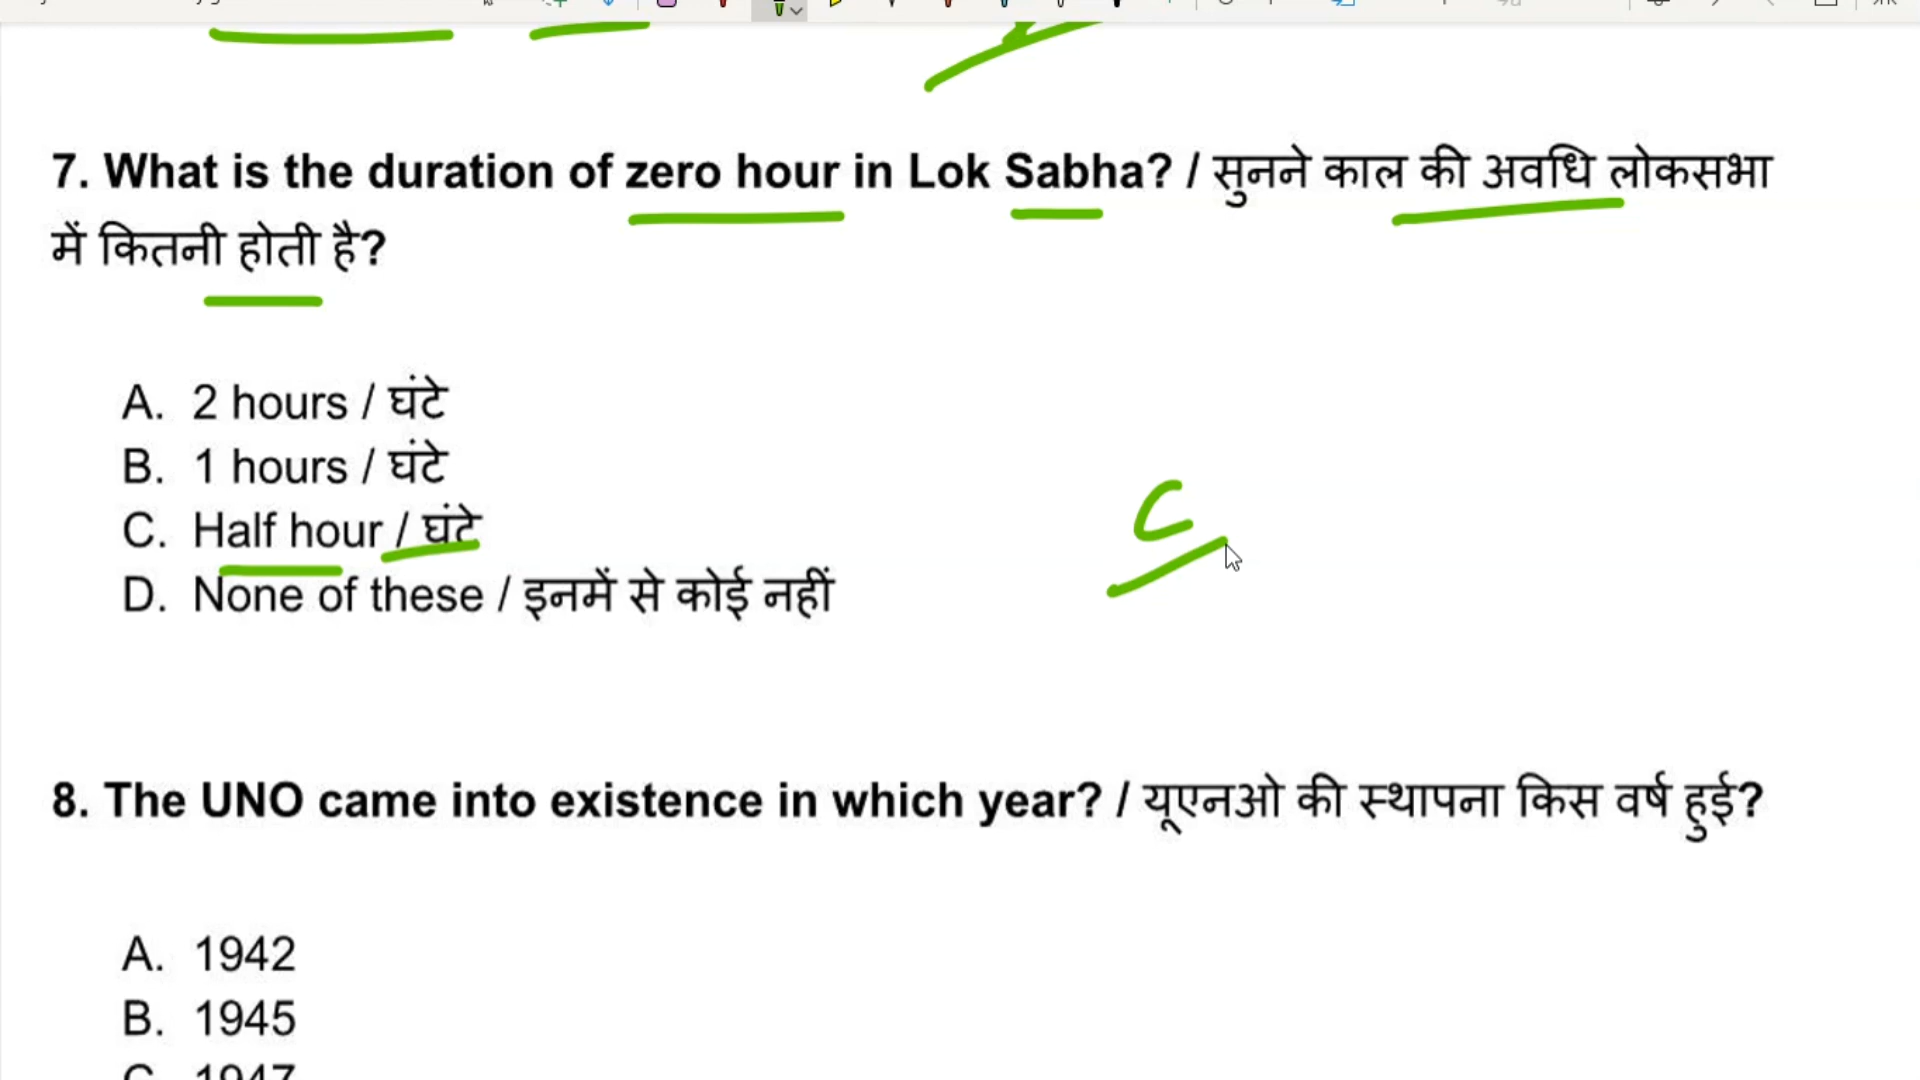 7. What is the duration of zero hour in Lok Sabha? / सुनने काल की अवधि लोकसभा
में कितनी होती है?
A. 2 hours / घंटे
B. 1 hours / घंटे
C. Half hour / घंटे
C
D. None of these / इनमें से कोई नहीं
8. The UNO came into existence in which year? / यूएनओ की स्थापना किस वर्ष हुई?
A. 1942
B. 1945
C. 1947